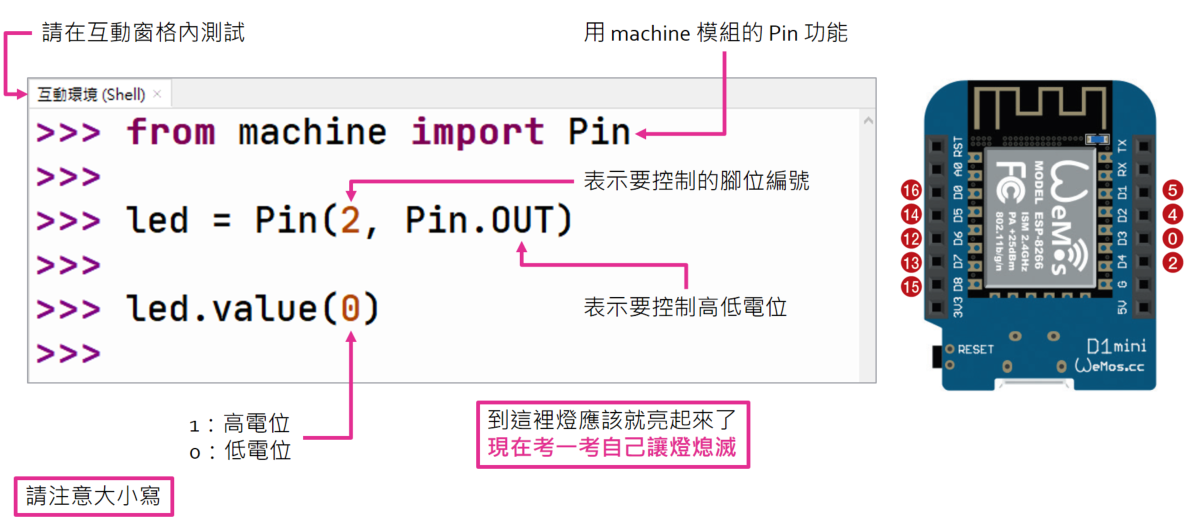 請在互動窗格內測試
用 machine 模組的 Pin 功能
互動環境 (Shell) ×
>>> from machine import Pin
>>>
表示要控制的腳位編號
>>> led = Pin(2, Pin.OUT)
>>>
表示要控制高低電位
>>> led.value(0)
>>>
1：高電位
0：低電位
到這裡燈應該就亮起來了
現在考一考自己讓燈熄滅
請注意大小寫
RST
A0
16 D0
14 D5
12 D6
13 D7
15 D8
3V3
TX
RX
D1 5
D2 4
D3 0
D4 2
G
5V
WeMos
FC
MODEL ESP-8266
ISM 2.4GHz
PA +25dBm
802.11b/g/n
RESET
D1mini
WeMos.cc